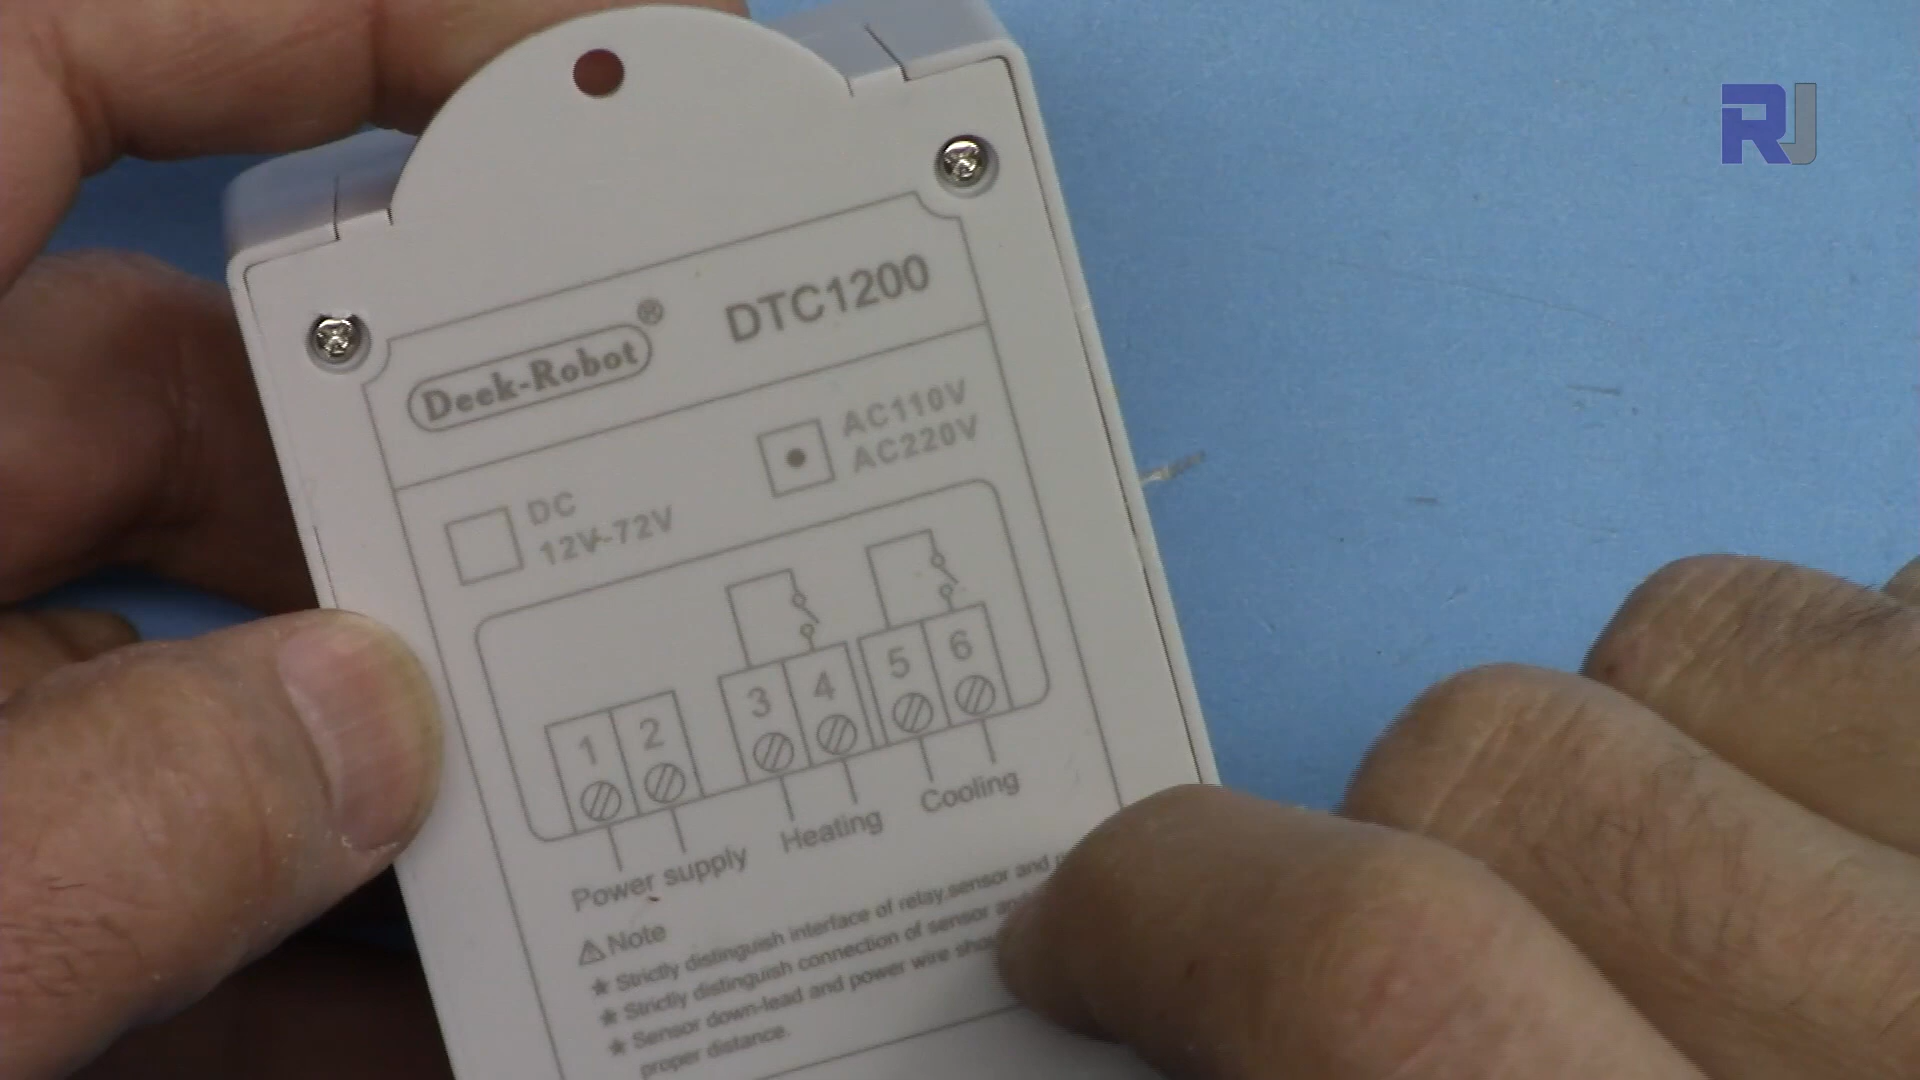 RJ
Deek-Robot® DTC1200
DC
12V-72V
AC110V
AC220V
1 2 3 4 5 6
Power supply Heating Cooling
⚠Note
★ Strictly distinguish interface of relay,sensor and
★ Strictly distinguish connection of sensor
★ Sensor down-lead and power wire
proper distance.